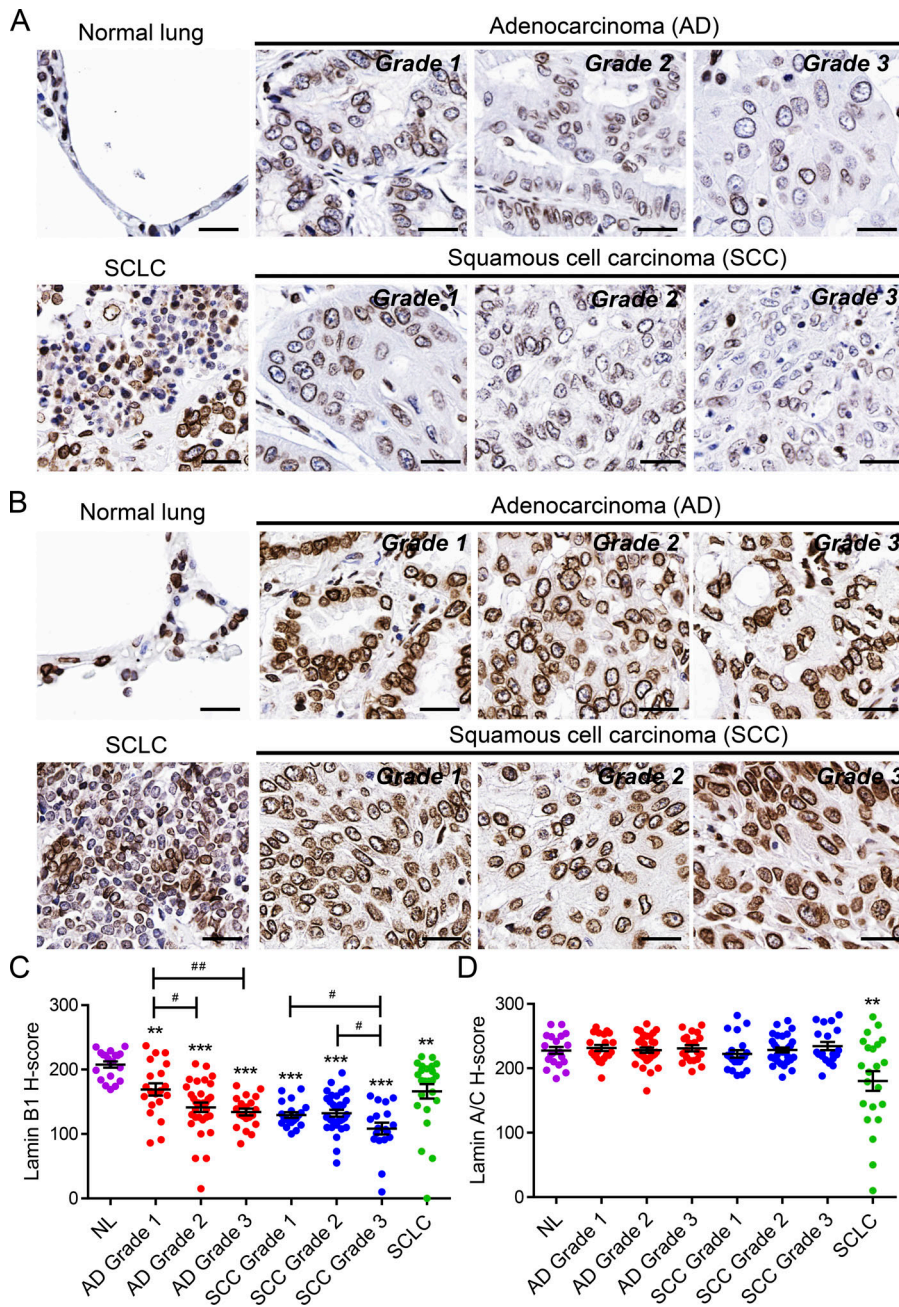 A
Normal lung
Adenocarcinoma (AD)
Grade 1
Grade 2
Grade 3
SCLC
Squamous cell carcinoma (SCC)
Grade 1
Grade 2
Grade 3
B
Normal lung
Adenocarcinoma (AD)
Grade 1
Grade 2
Grade 3
SCLC
Squamous cell carcinoma (SCC)
Grade 1
Grade 2
Grade 3
C
Lamin B1 H-score
300
200
100
0
##
#
#
#
**
***
***
***
***
***
**
NL
AD Grade 1
AD Grade 2
AD Grade 3
SCC Grade 1
SCC Grade 2
SCC Grade 3
SCLC
D
Lamin A/C H-score
300
200
100
0
**
NL
AD Grade 1
AD Grade 2
AD Grade 3
SCC Grade 1
SCC Grade 2
SCC Grade 3
SCLC